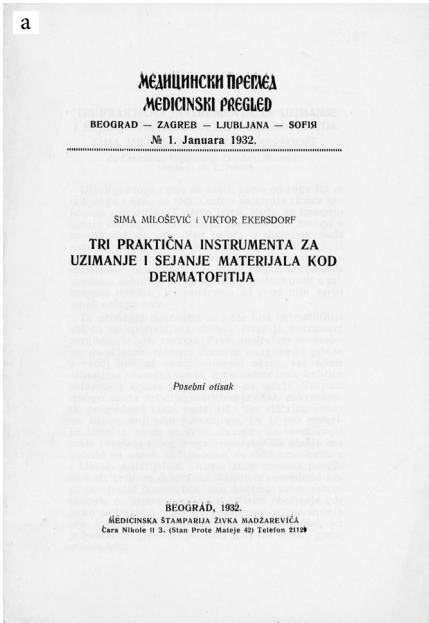 a
МЕДИЦИНСКИ ПРЕГЛЕД
MEDICINSKI PREGLED
BEOGRAD — ZAGREB — LJUBLJANA — SOFIЯ
№ 1. Januara 1932.
SIMA MILOŠEVIĆ i VIKTOR EKERSDORF
TRI PRAKTIČNA INSTRUMENTA ZA
UZIMANJE I SEJANJE MATERIJALA KOD
DERMATOFITIJA
Posebni otisak
BEOGRAD, 1932.
MEDICINSKA ŠTAMPARIJA ŽIVKA MADŽAREVIĆA
Cara Nikole II 3. (Stan Prote Mateje 42) Telefon